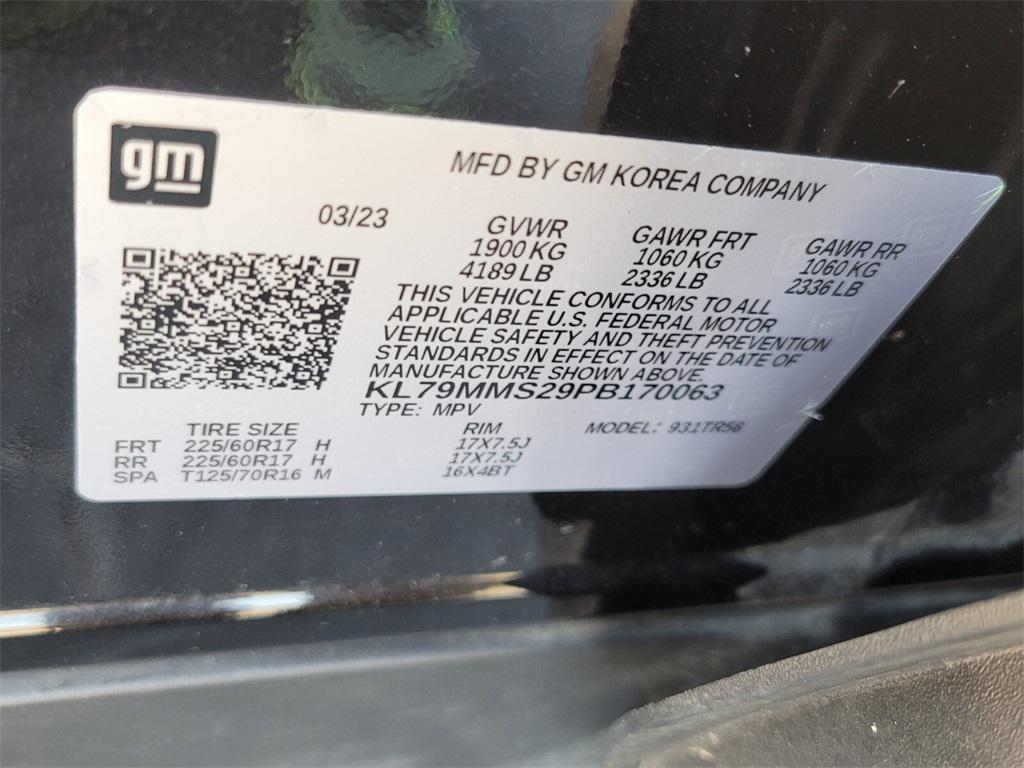 gm
MFD BY GM KOREA COMPANY
03/23
GVWR GAWR FRT GAWR RR
1900 KG 1060 KG 1060 KG
4189 LB 2336 LB 2336 LB
THIS VEHICLE CONFORMS TO ALL
APPLICABLE U.S. FEDERAL MOTOR
VEHICLE SAFETY AND THEFT PREVENTION
STANDARDS IN EFFECT ON THE DATE OF
MANUFACTURE SHOWN ABOVE.
KL79MMS29PB170063
TYPE: MPV
TIRE SIZE RIM MODEL: 931TR56
FRT 225/60R17 H 17X7.5J
RR 225/60R17 H 17X7.5J
SPA T125/70R16 M 16X4BT